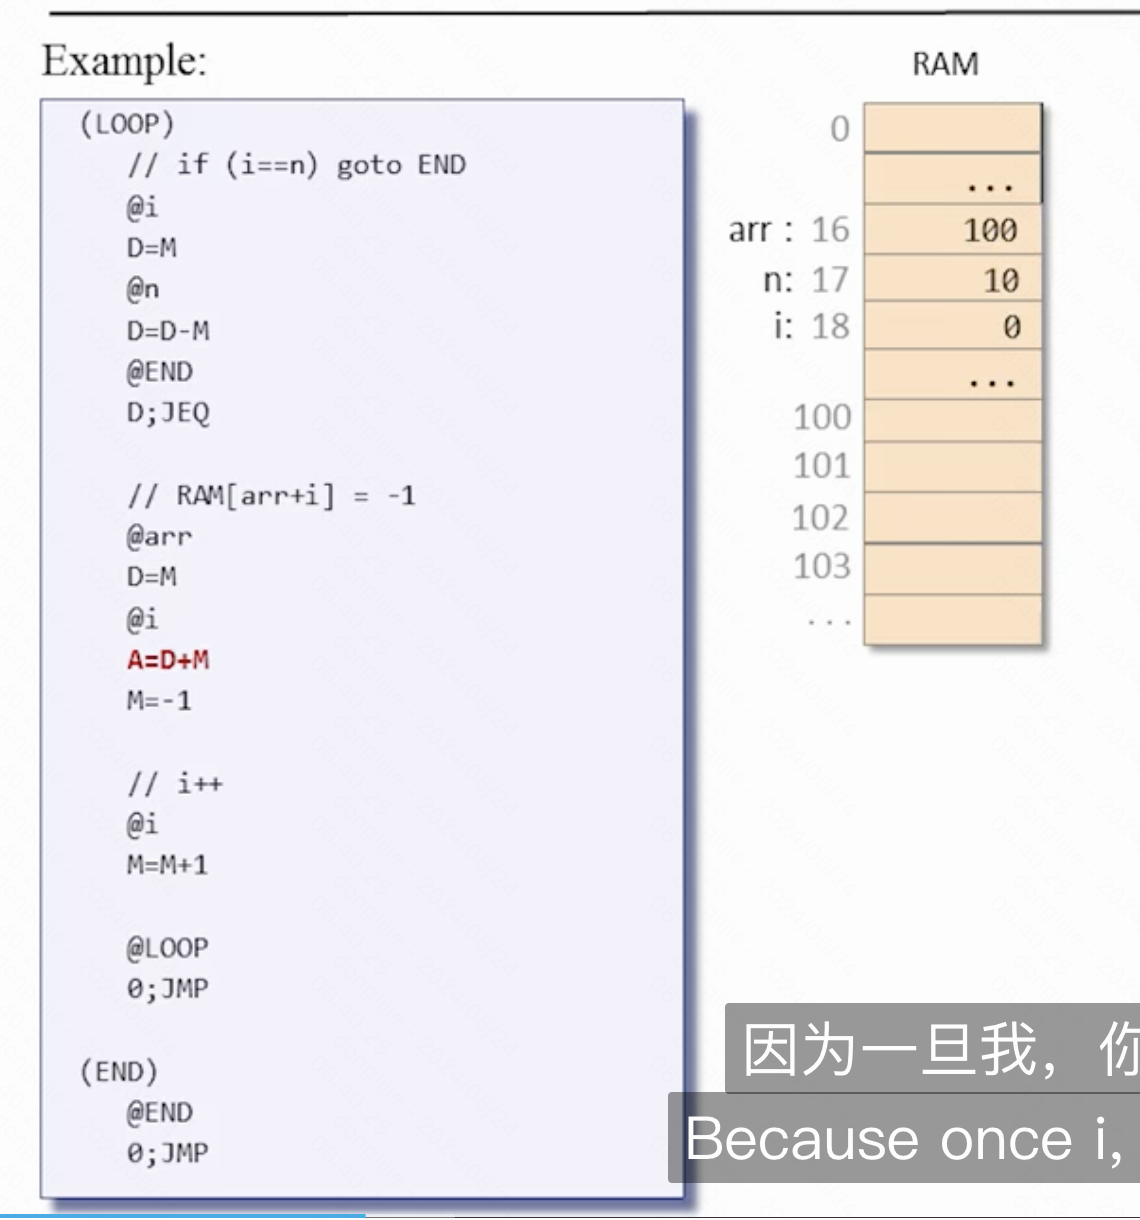 Example:
(LOOP)
// if (i==n) goto END
@i
D=M
@n
D=D-M
@END
D;JEQ
// RAM[arr+i] = -1
@arr
D=M
@i
A=D+M
M=-1
// i++
@i
M=M+1
@LOOP
0;JMP
(END)
@END
0;JMP
RAM
0
...
arr : 16 100
n: 17 10
i: 18 0
...
100
101
102
103
...
因为一旦我，你
Because once i,